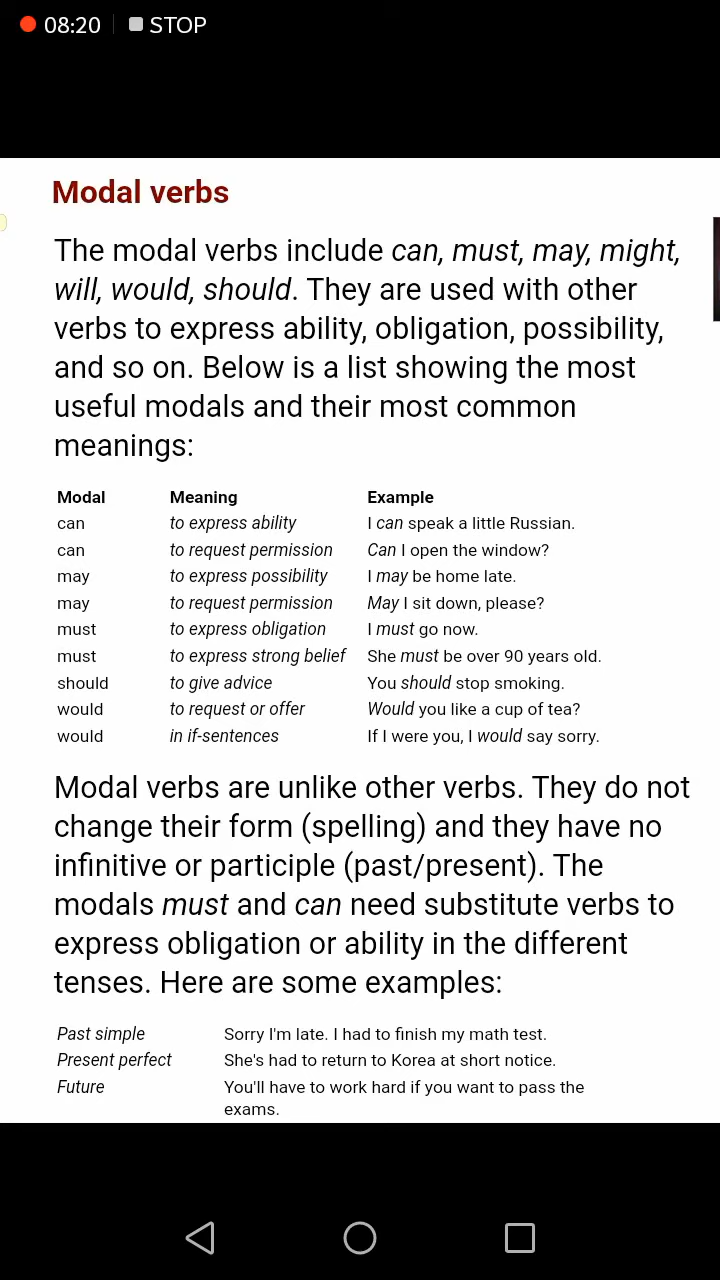 08:20 STOP
Modal verbs
The modal verbs include can, must, may, might,
will, would, should. They are used with other
verbs to express ability, obligation, possibility,
and so on. Below is a list showing the most
useful modals and their most common
meanings:
Modal Meaning Example
can to express ability I can speak a little Russian.
can to request permission Can I open the window?
may to express possibility I may be home late.
may to request permission May I sit down, please?
must to express obligation I must go now.
must to express strong belief She must be over 90 years old.
should to give advice You should stop smoking.
would to request or offer Would you like a cup of tea?
would in if-sentences If I were you, I would say sorry.
Modal verbs are unlike other verbs. They do not
change their form (spelling) and they have no
infinitive or participle (past/present). The
modals must and can need substitute verbs to
express obligation or ability in the different
tenses. Here are some examples:
Past simple Sorry I'm late. I had to finish my math test.
Present perfect She's had to return to Korea at short notice.
Future You'll have to work hard if you want to pass the
exams.